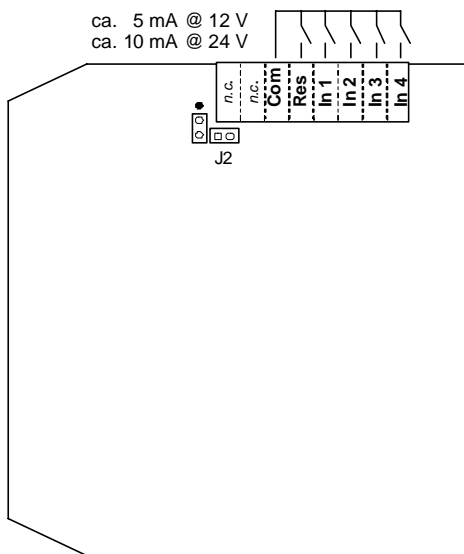 ca. 5 mA @ 12 V
ca. 10 mA @ 24 V
n.c. n.c. Com Res In 1 In 2 In 3 In 4
J2